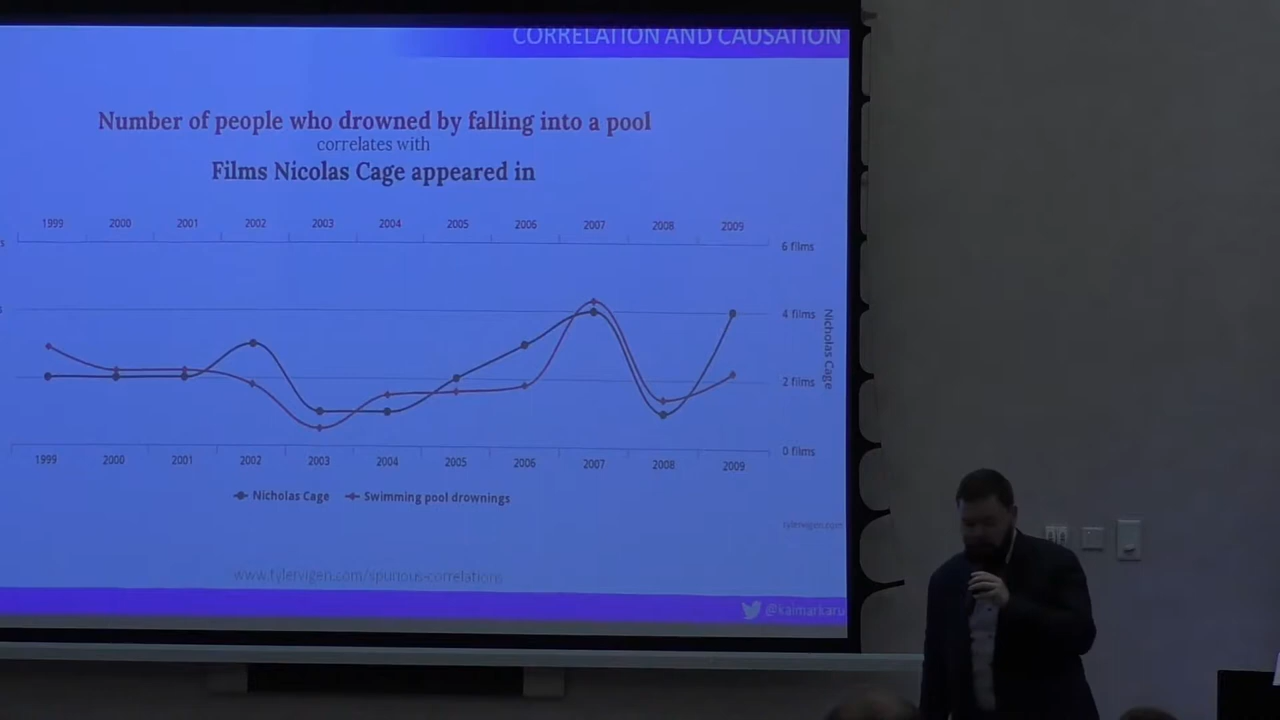 CORRELATION AND CAUSATION
Number of people who drowned by falling into a pool
correlates with
Films Nicolas Cage appeared in
1999 2000 2001 2002 2003 2004 2005 2006 2007 2008 2009
6 films
4 films
Nicholas Cage
2 films
0 films
1999 2000 2001 2002 2003 2004 2005 2006 2007 2008 2009
Nicholas Cage Swimming pool drownings
tylervigen.com
www.tylervigen.com/spurious-correlations
@kaimarkaru